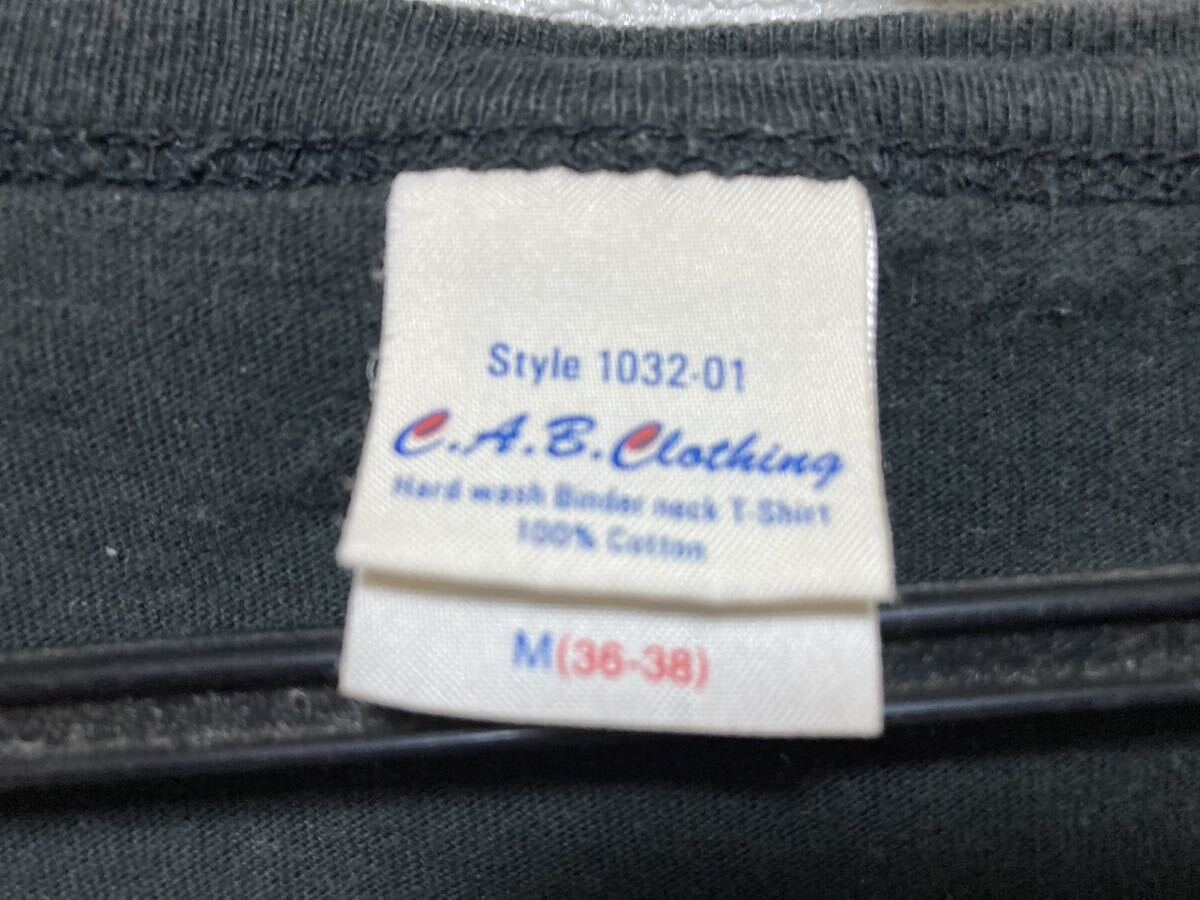 Style 1032-01
C.A.B.Clothing
Hard wash Binder neck T-Shirt
100% Cotton
M(36-38)